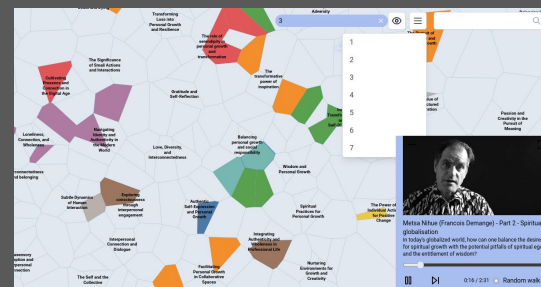 Transforming
Loss into
Personal Growth
and Resilience
Adversity
3
The role of
serendipity in
personal growth
and
transformation
1
2
3
4
5
6
7
The Significance
of Small Actions
and Interactions
Cultivating
Presence and
Connection in
the Digital Age
The
transformative
power of
inspiration
Gratitude and
Self-Reflection
Passion and
Creativity in the
Pursuit of
Meaning
Loneliness,
Connection, and
Wholeness
Navigating
Identity and
Authenticity in
the Modern
World
Love, Diversity,
and
Interconnectedness
Balancing
personal growth
and social
responsibility
Wisdom and
Personal Growth
connectedness
d belonging
Subtle Dynamics
of Human
Interaction
Exploring
consciousness
through
interpersonal
engagement
Authentic
Self-Expression
and Personal
Growth
Spiritual
Practices for
Personal Growth
The Power of
Individual Acti
for Positive
Change
Interpersonal
Connection and
Dialogue
Integrating
Authenticity and
Wholeness in
Professional Life
Facilitating
Personal Growth
in Collaborative
Spaces
Nurturing
Environments for
Growth and
Creativity
The Self and the
Collective
Metsa Nihue (Francois Demange) - Part 2 - Spiritua
globalisation
In today's globalized world, how can one balance the desire
for spiritual growth with the potential pitfalls of spiritual ego
and the entitlement of wisdom?
0:16 / 2:31
Random walk